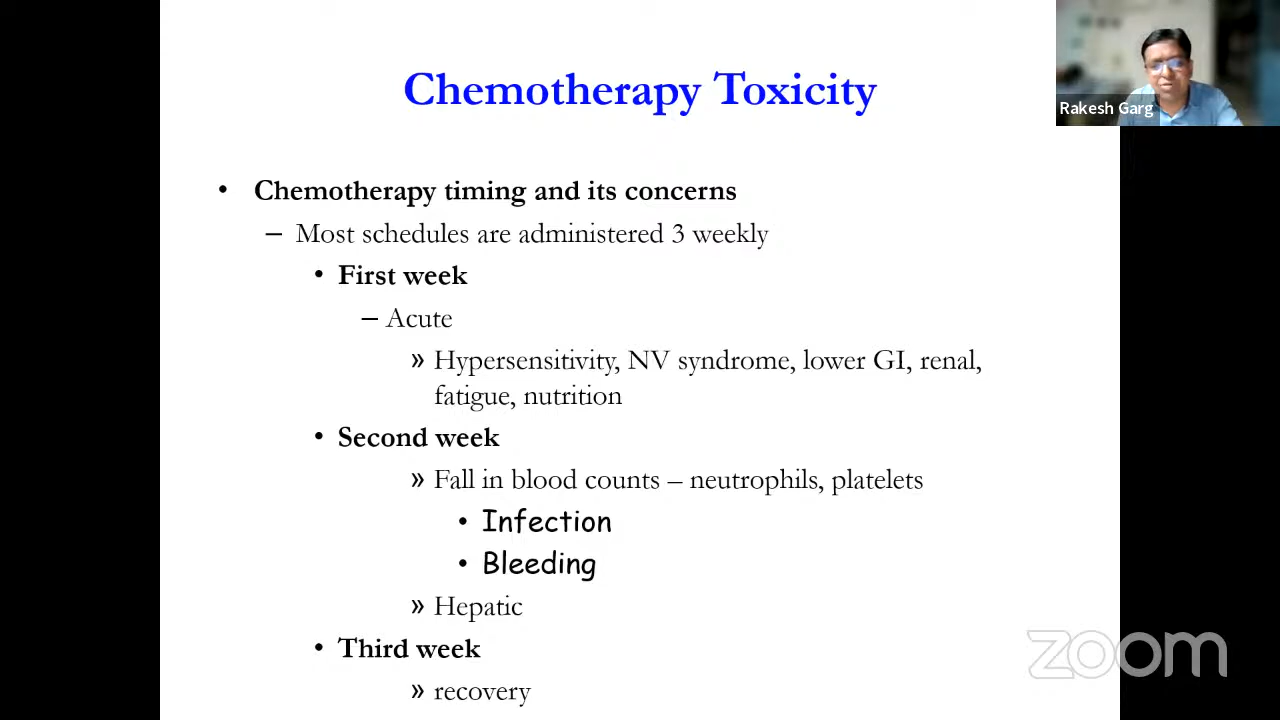 Chemotherapy Toxicity
Rakesh Garg
• Chemotherapy timing and its concerns
– Most schedules are administered 3 weekly
• First week
– Acute
» Hypersensitivity, NV syndrome, lower GI, renal,
fatigue, nutrition
• Second week
» Fall in blood counts – neutrophils, platelets
• Infection
• Bleeding
» Hepatic
• Third week
» recovery
zoom